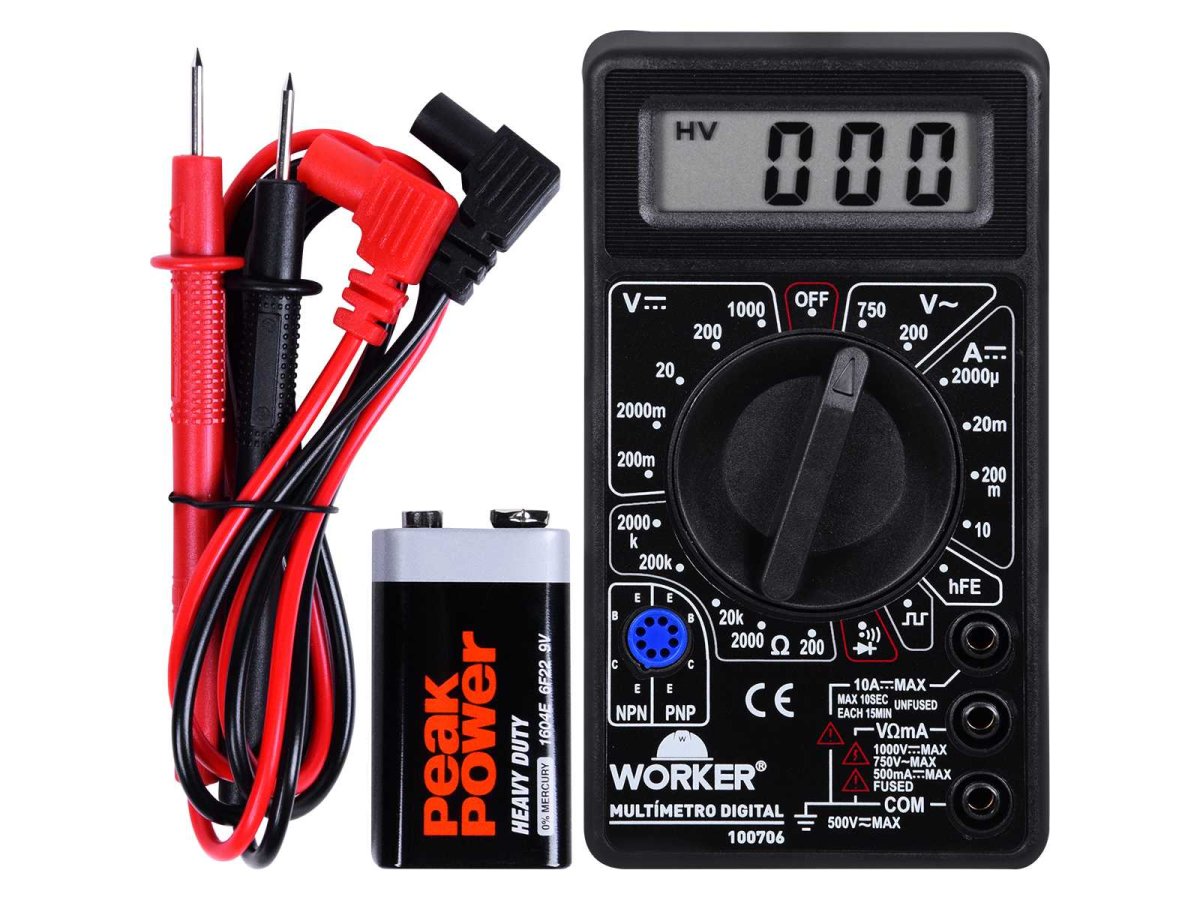 HV 000
V⎓
1000
OFF
750
V~
200
200
A⎓
2000µ
20
2000m
20m
200m
200
m
2000
k
10
200k
hFE
20k
2000
Ω
200
E E
B B
C C
E E
NPN PNP
CE
10A⎓MAX
MAX 10SEC
EACH 15MIN
UNFUSED
VΩmA
1000V⎓MAX
750V~MAX
500mA⎓MAX
FUSED
COM
500V⎓MAX
W
WORKER®
MULTÍMETRO DIGITAL
100706
Peak
Power
HEAVY DUTY
1604E 6F22 9V
0% MERCURY